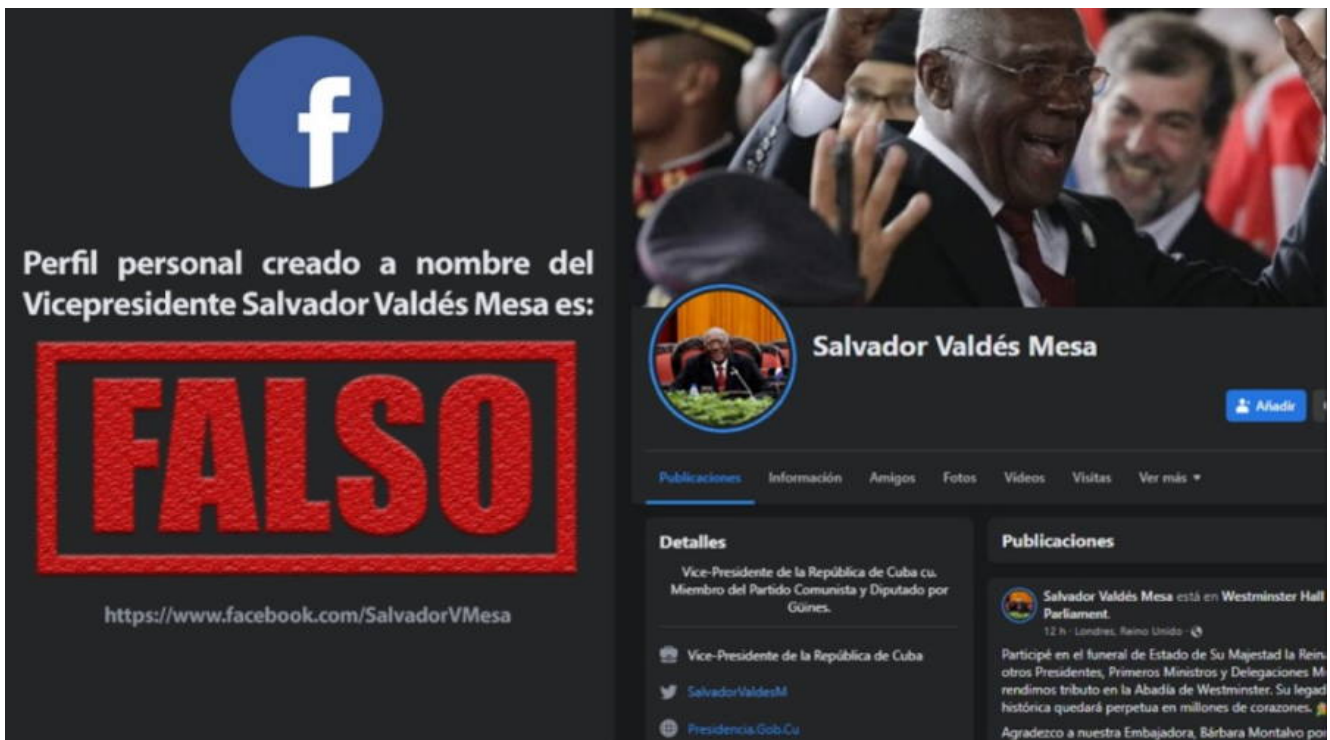 f
Perfil personal creado a nombre del
Vicepresidente Salvador Valdés Mesa es:
FALSO
https://www.facebook.com/SalvadorVMesa
Salvador Valdés Mesa
Añadir
Publicaciones Información Amigos Fotos Vídeos Visitas Ver más
Detalles
Vice-Presidente de la República de Cuba cu.
Miembro del Partido Comunista y Diputado por
Güines.
Vice-Presidente de la República de Cuba
SalvadorValdesM
Presidencia.Gob.Cu
Publicaciones
Salvador Valdés Mesa está en Westminster Hall
Parliament.
12 h · Londres, Reino Unido ·
Participé en el funeral de Estado de Su Majestad la
otros Presidentes, Primeros Ministros y Delegaciones
rendimos tributo en la Abadía de Westminster. Su
histórica quedará perpetua en millones de corazones.
Agradezco a nuestra Embajadora, Bárbara Montalvo